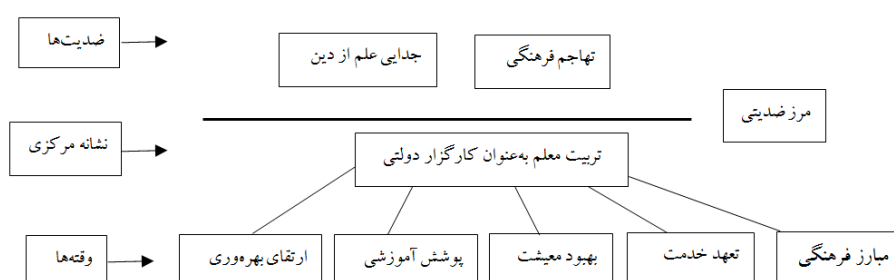 ضدیت‌ها
تهاجم فرهنگی
جدایی علم از دین
مرز ضدیتی
نشانه مرکزی
تربیت معلم به‌عنوان کارگزار دولتی
وقته‌ها
مبارز فرهنگی
تعهد خدمت
بهبود معیشت
پوشش آموزشی
ارتقای بهره‌وری